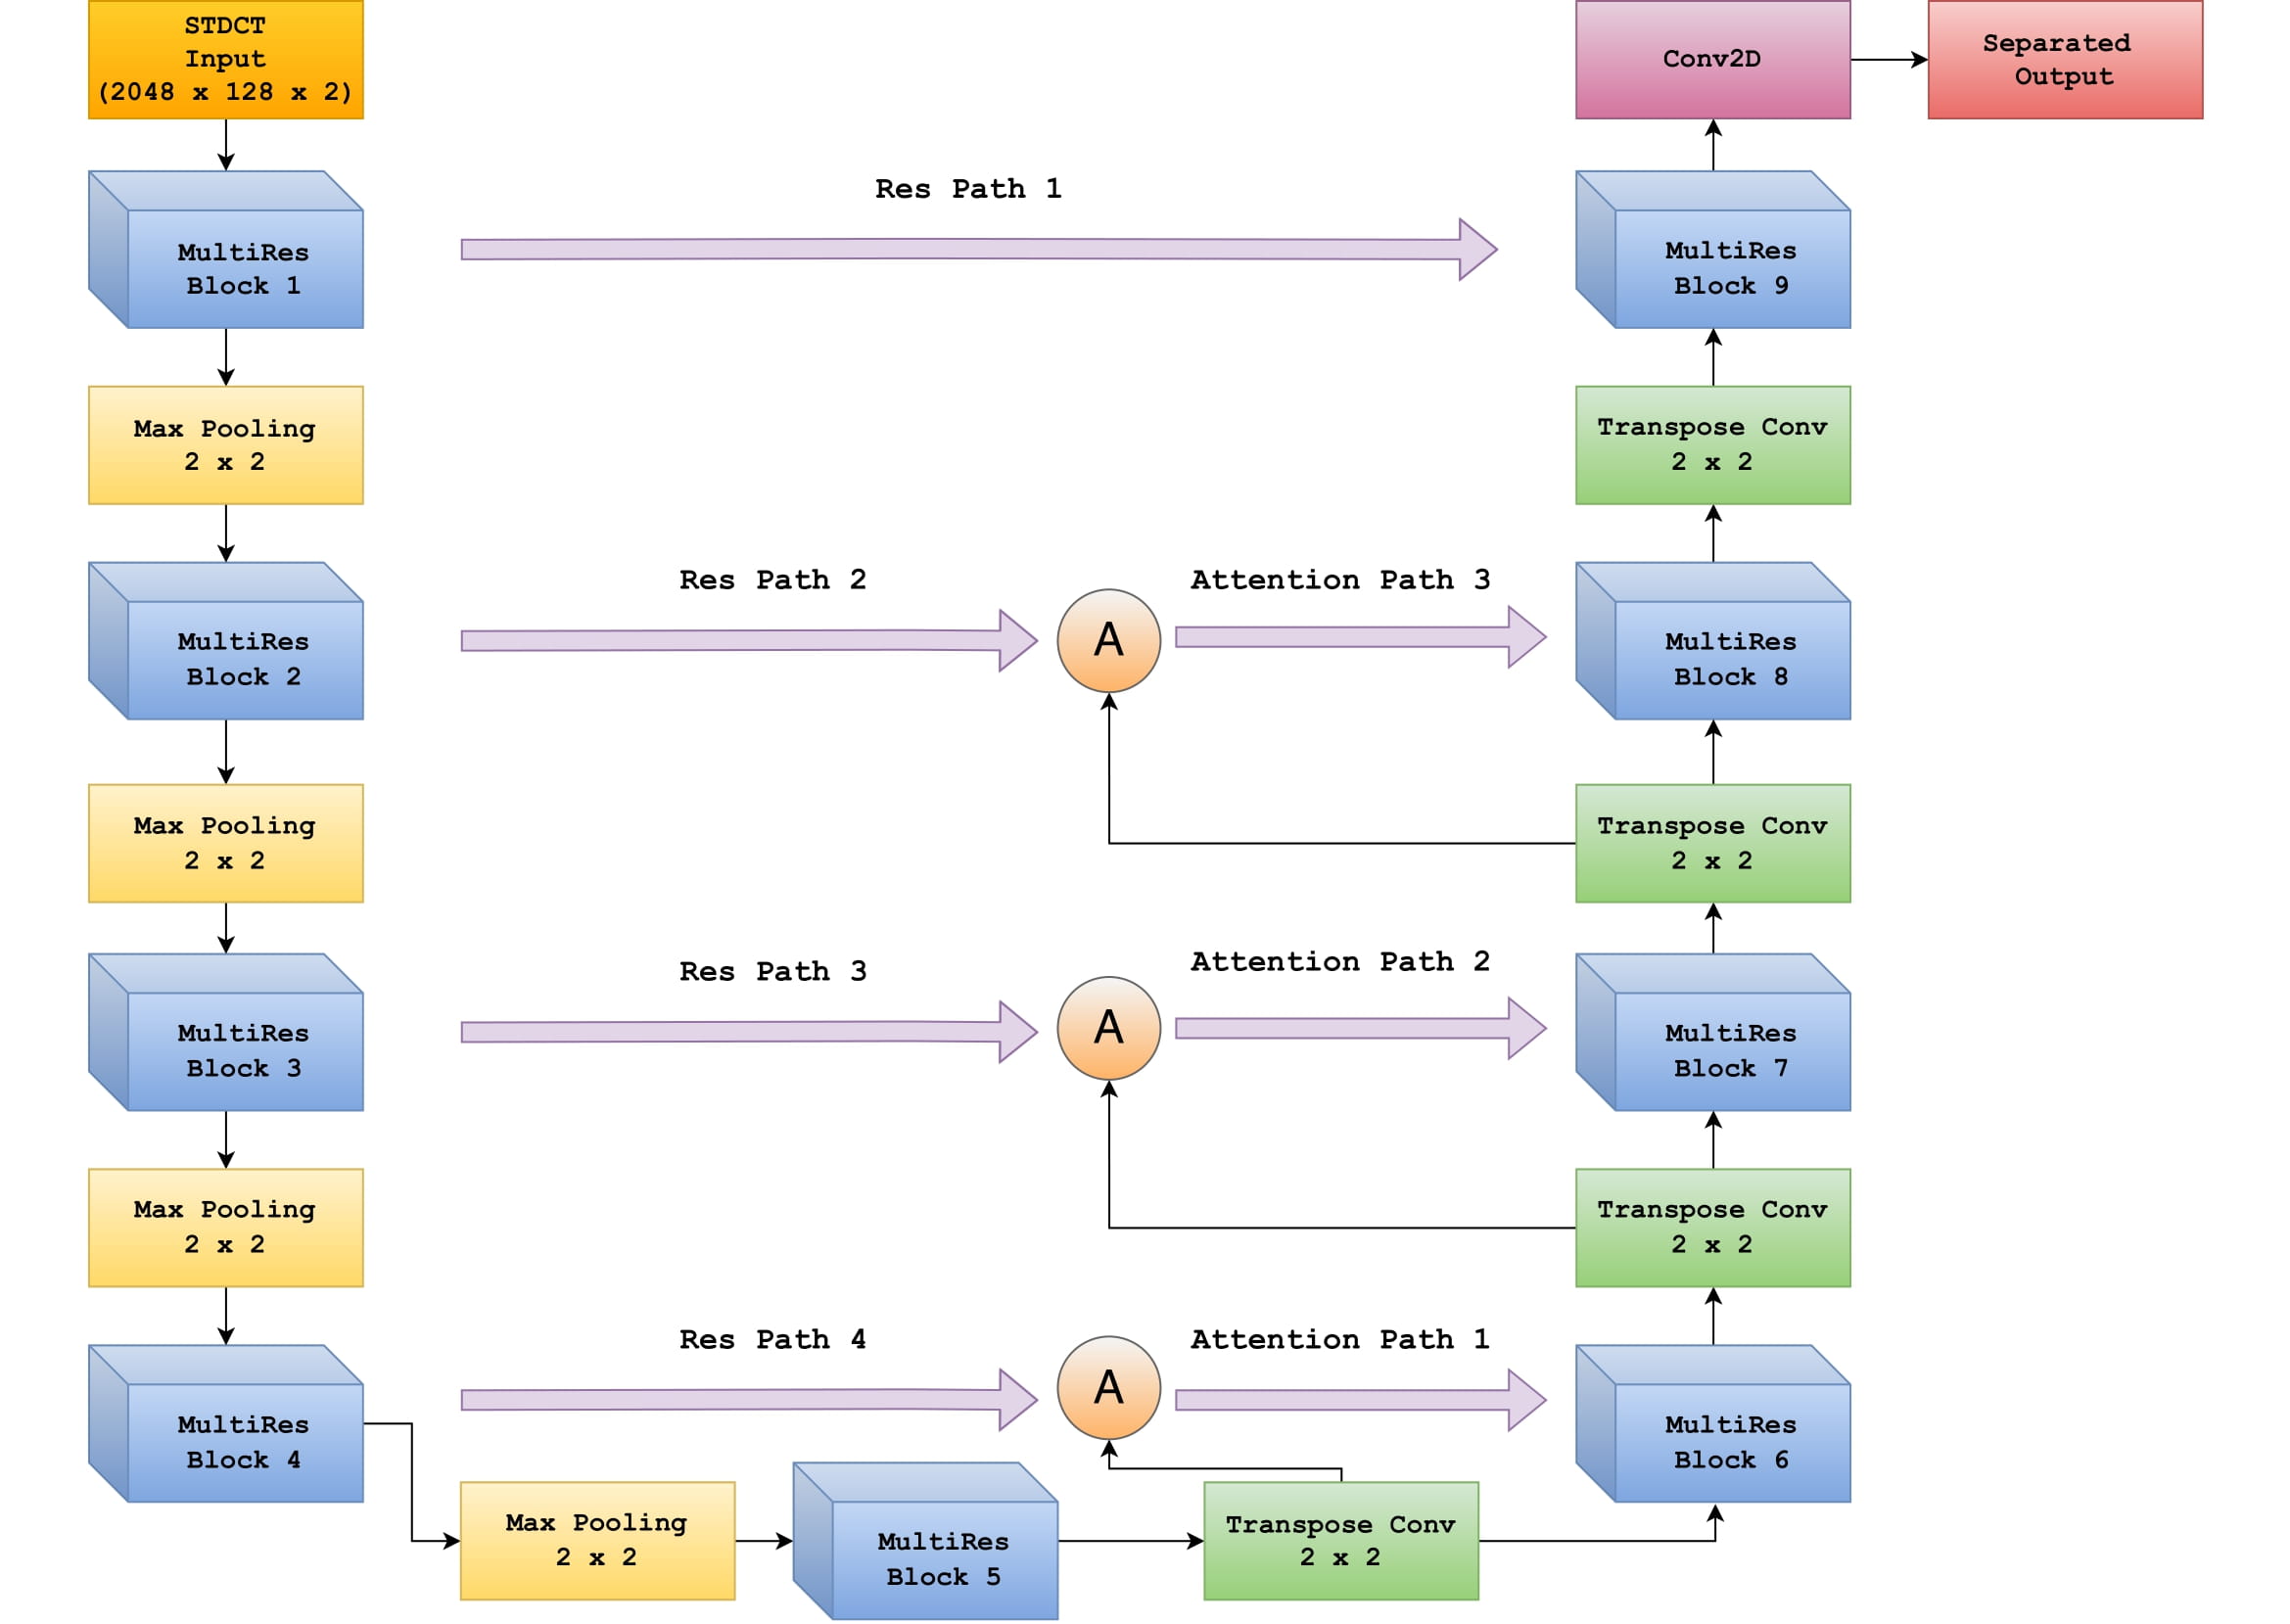 STDCT
Input
(2048 x 128 x 2)
Conv2D
Separated
Output
Res Path 1
MultiRes
Block 1
MultiRes
Block 9
Max Pooling
2 x 2
Transpose Conv
2 x 2
Res Path 2
A
Attention Path 3
MultiRes
Block 2
MultiRes
Block 8
Max Pooling
2 x 2
Transpose Conv
2 x 2
Res Path 3
A
Attention Path 2
MultiRes
Block 3
MultiRes
Block 7
Max Pooling
2 x 2
Transpose Conv
2 x 2
Res Path 4
A
Attention Path 1
MultiRes
Block 4
MultiRes
Block 6
Max Pooling
2 x 2
MultiRes
Block 5
Transpose Conv
2 x 2